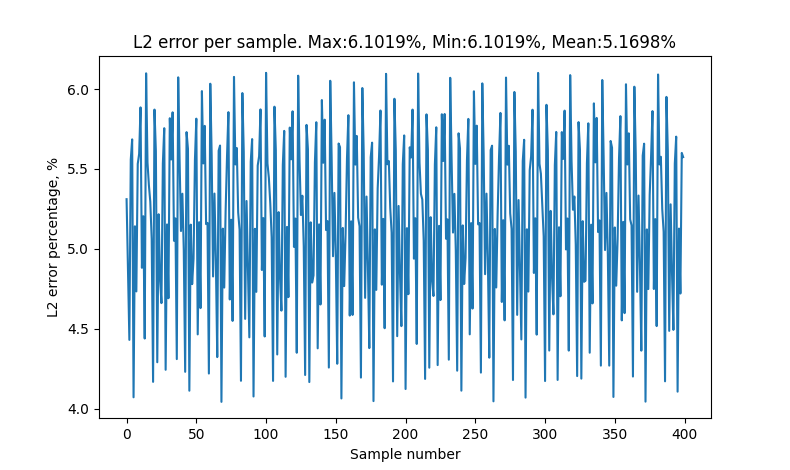 L2 error per sample. Max:6.1019%, Min:6.1019%, Mean:5.1698%
6.0
5.5
5.0
4.5
4.0
L2 error percentage, %
0 50 100 150 200 250 300 350 400
Sample number